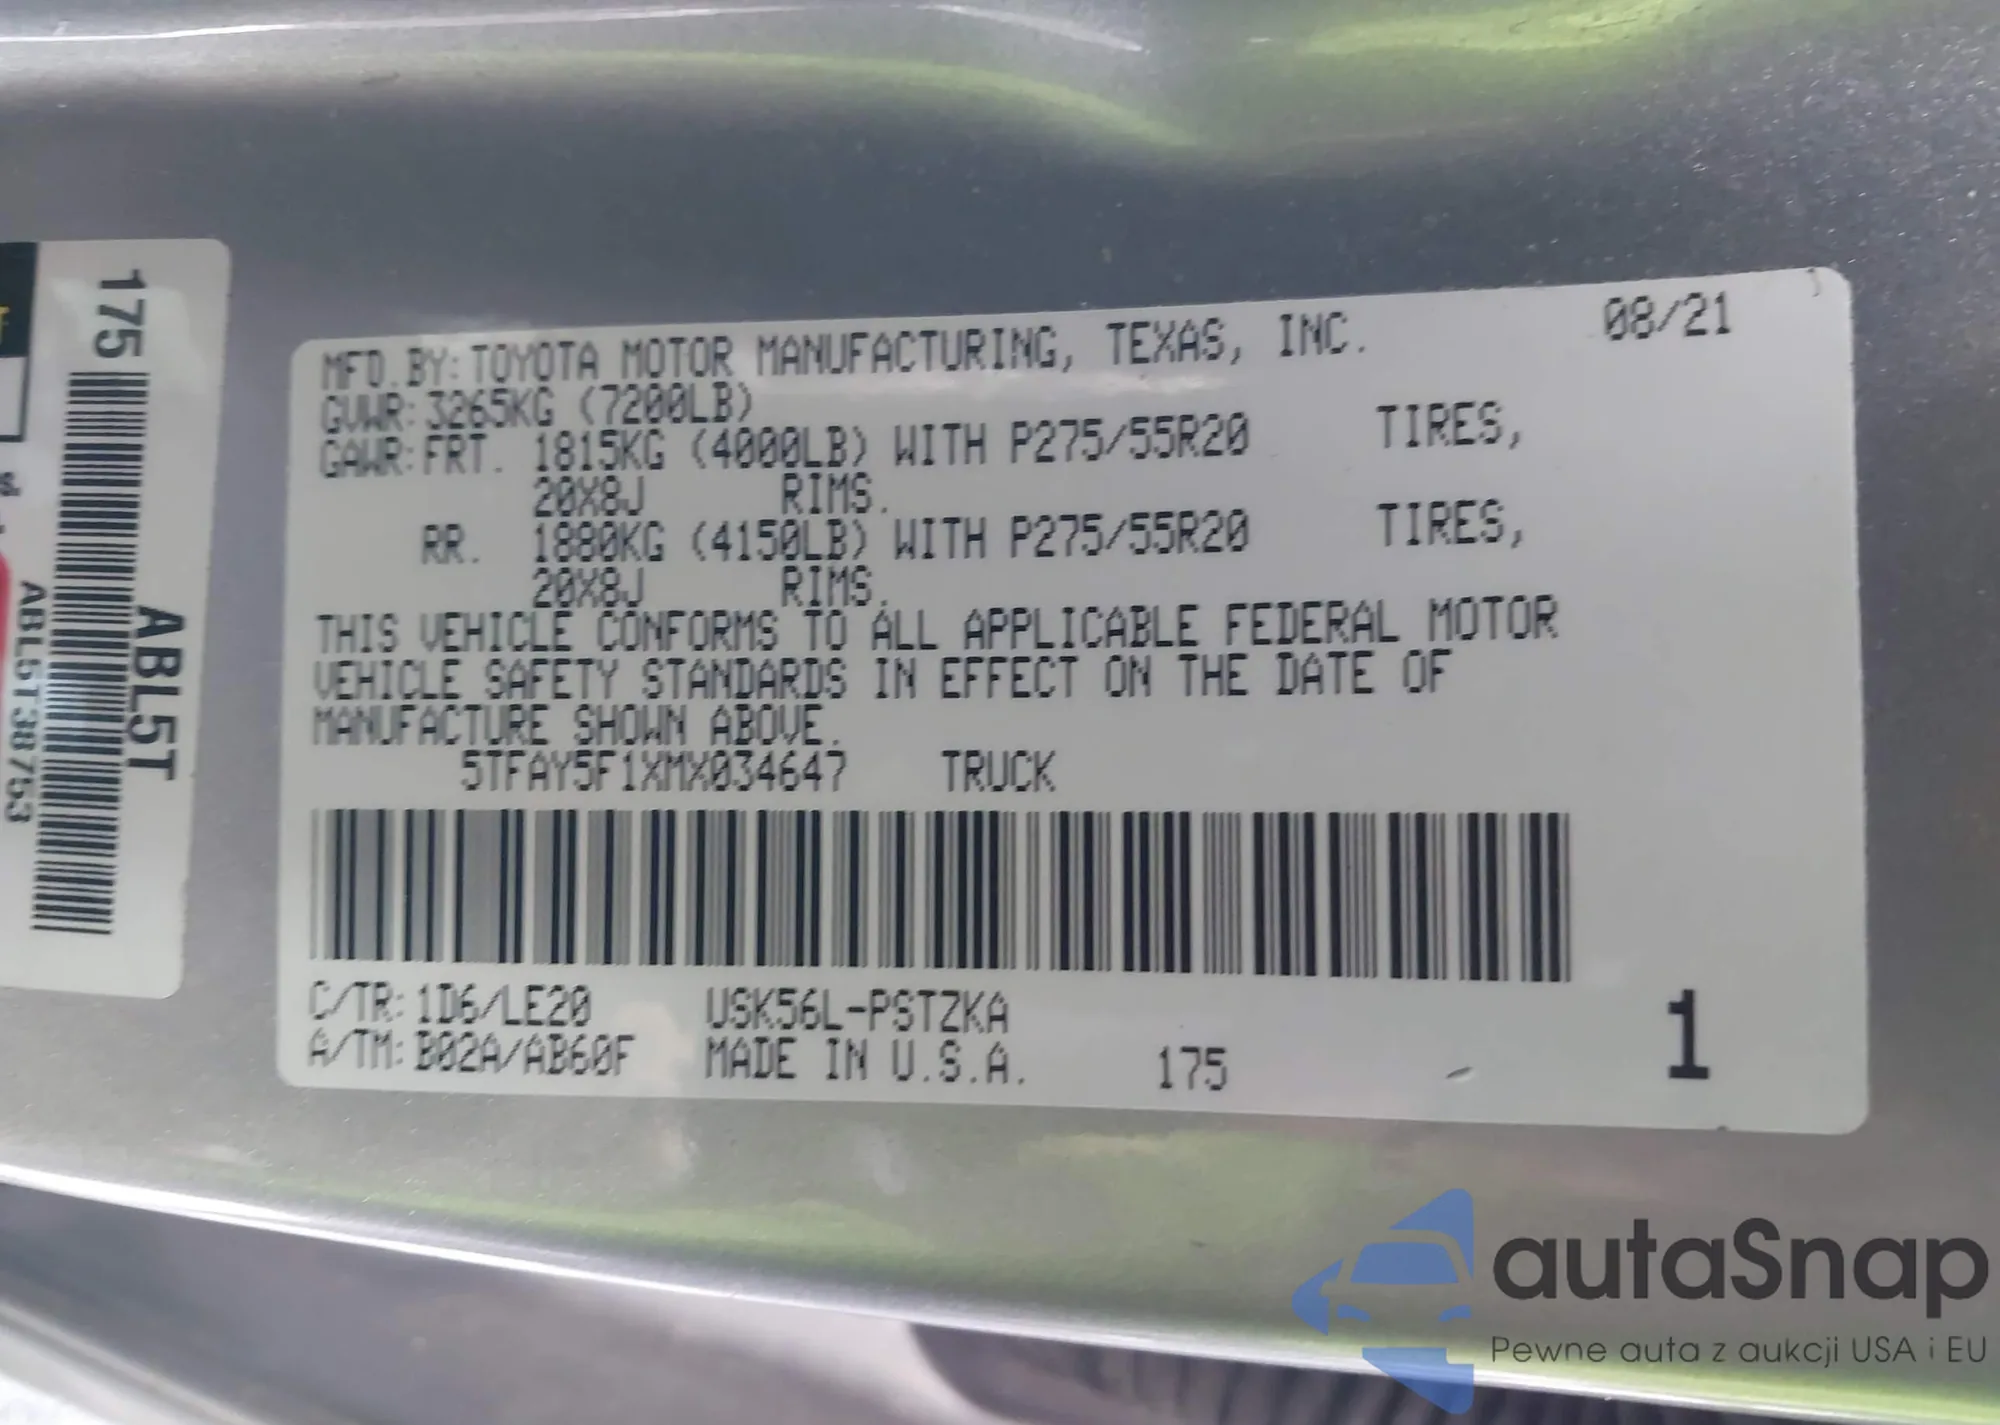 175
ABL5T
ABL5T38753
MFD. BY: TOYOTA MOTOR MANUFACTURING, TEXAS, INC. 08/21
GVWR: 3265KG (7200LB)
GAWR: FRT. 1815KG (4000LB) WITH P275/55R20 TIRES,
20X8J RIMS.
RR. 1880KG (4150LB) WITH P275/55R20 TIRES,
20X8J RIMS.
THIS VEHICLE CONFORMS TO ALL APPLICABLE FEDERAL MOTOR
VEHICLE SAFETY STANDARDS IN EFFECT ON THE DATE OF
MANUFACTURE SHOWN ABOVE.
5TFAY5F1XMX034647 TRUCK
C/TR: 1D6/LE20 USK56L-PSTZKA
A/TM: B02A/AB60F MADE IN U.S.A. 175
1
autaSnap
Pewne auta z aukcji USA i EU